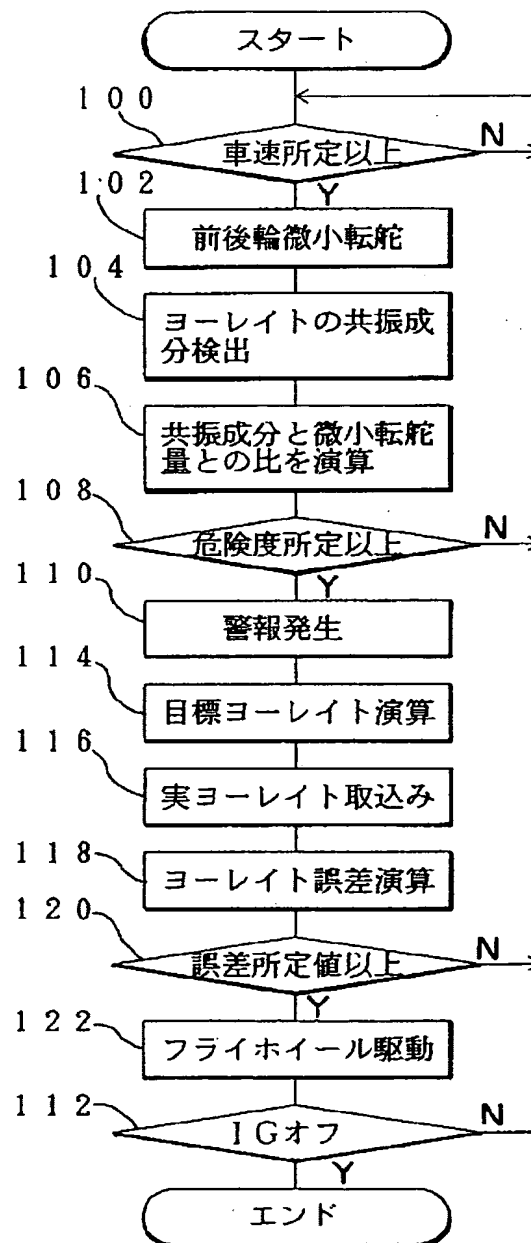 スタート
100
車速所定以上
N
Y
102
前後輪微小転舵
104
ヨーレイトの共振成
分検出
106
共振成分と微小転舵
量との比を演算
108
危険度所定以上
N
Y
110
警報発生
114
目標ヨーレイト演算
116
実ヨーレイト取込み
118
ヨーレイト誤差演算
120
誤差所定値以上
N
Y
122
フライホイール駆動
112
IGオフ
N
Y
エンド